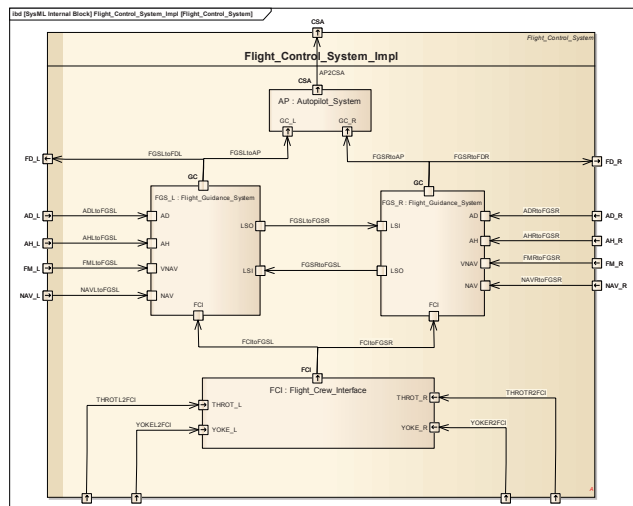 ibd [SysML Internal Block] Flight_Control_System_Impl [Flight_Control_System]
CSA
Flight_Control_System
Flight_Control_System_Impl
CSA
AP2CSA
AP : Autopilot_System
GC_L
GC_R
FGSLtoFDL
FGSLtoAP
FGSRtoAP
FGSRtoFDR
FD_L
FD_R
GC
GC
FGS_L : Flight_Guidance_System
FGS_R : Flight_Guidance_System
AD_L
ADLtoFGSL
AD
LSO
FGSLtoFGSR
LSI
AD
ADRtoFGSR
AD_R
AH_L
AHLtoFGSL
AH
AH
AHRtoFGSR
AH_R
FM_L
FMLtoFGSL
VNAV
LSI
FGSRtoFGSL
LSO
VNAV
FMRtoFGSR
FM_R
NAV_L
NAVLtoFGSL
NAV
NAV
NAVRtoFGSR
NAV_R
FCI
FCI
FCItoFGSL
FCItoFGSR
FCI
FCI : Flight_Crew_Interface
THROTL2FCI
THROT_L
THROT_R
THROTR2FCI
YOKEL2FCI
YOKE_L
YOKE_R
YOKER2FCI
A